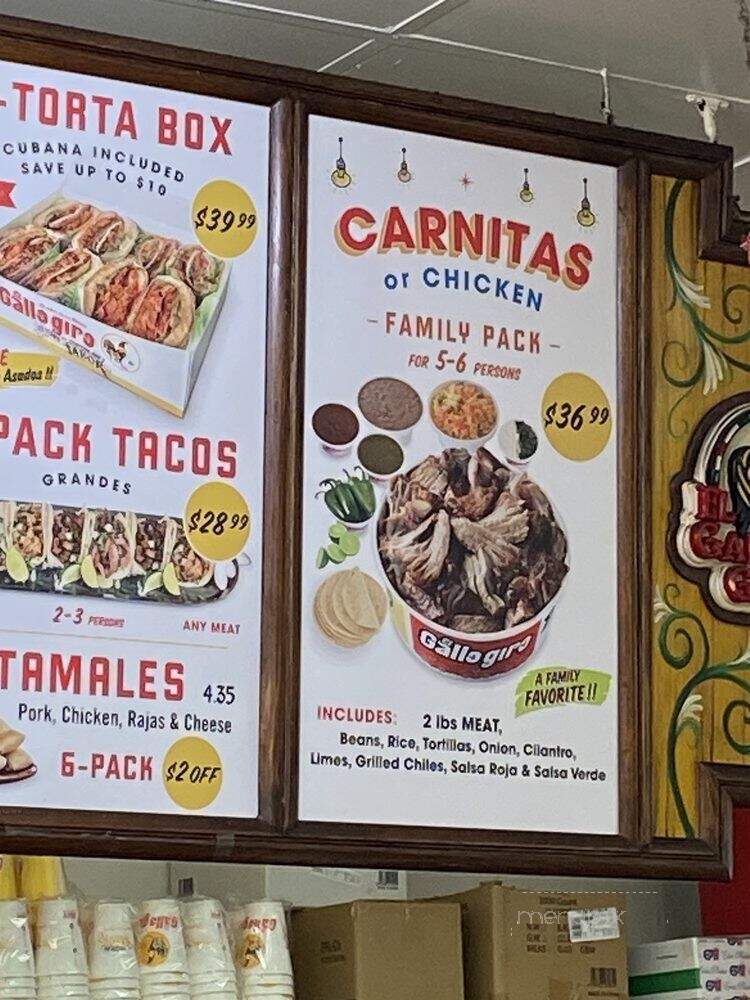 -TORTA BOX
CUBANA INCLUDED
SAVE UP TO $10
$39 99
Gallo giro
SABOR
Asados !!
PACK TACOS
GRANDES
$28 99
2-3 PERSONS
ANY MEAT
TAMALES 4.35
Pork, Chicken, Rajas & Cheese
6-PACK $2 OFF
CARNITAS
or CHICKEN
- FAMILY PACK -
FOR 5-6 PERSONS
$36 99
Gallo giro
A FAMILY
FAVORITE!!
INCLUDES: 2 lbs MEAT,
Beans, Rice, Tortillas, Onion, Cilantro,
Limes, Grilled Chiles, Salsa Roja & Salsa Verde